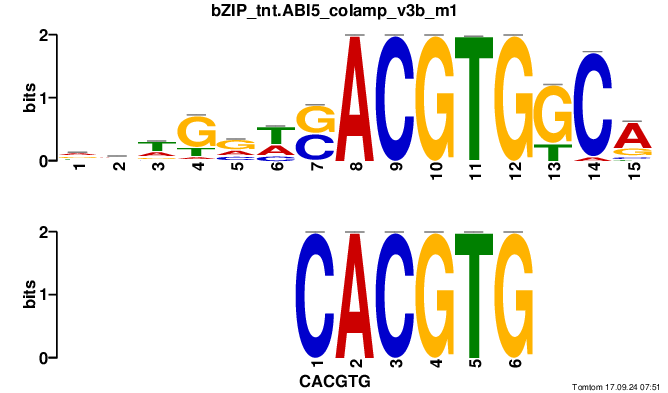 bZIP_tnt.ABI5_colamp_v3b_m1
2
bits
1
0
T G G T G A C G T G G C A
1 2 3 4 5 6 7 8 9 10 11 12 13 14 15
2
bits
1
0
C A C G T G
1 2 3 4 5 6
CACGTG
Tomtom 17.09.24 07:51